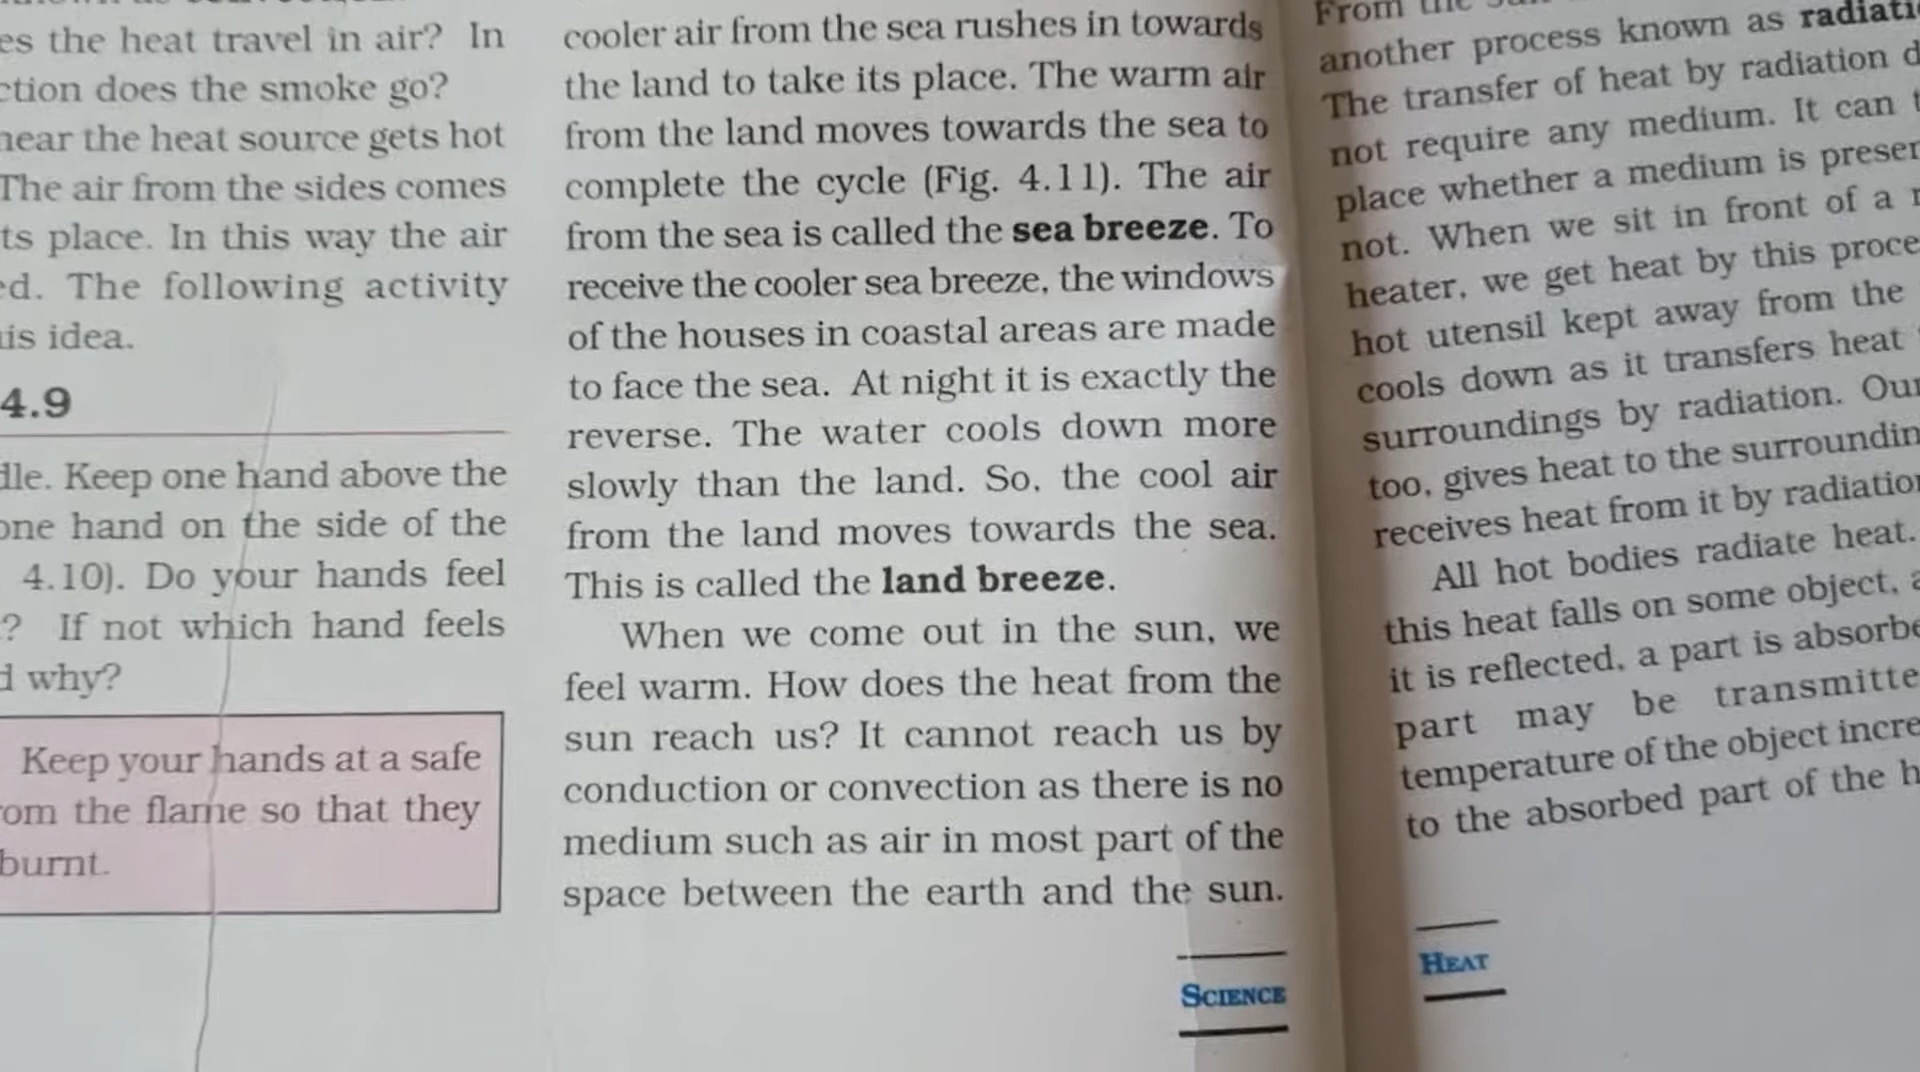 es the heat travel in air? In
ction does the smoke go?
near the heat source gets hot
The air from the sides comes
ts place. In this way the air
ed. The following activity
is idea.
4.9
dle. Keep one hand above the
one hand on the side of the
4.10). Do your hands feel
? If not which hand feels
d why?
Keep your hands at a safe
om the flame so that they
burnt.
cooler air from the sea rushes in towards
the land to take its place. The warm air
from the land moves towards the sea to
complete the cycle (Fig. 4.11). The air
from the sea is called the sea breeze. To
receive the cooler sea breeze, the windows
of the houses in coastal areas are made
to face the sea. At night it is exactly the
reverse. The water cools down more
slowly than the land. So, the cool air
from the land moves towards the sea.
This is called the land breeze.
When we come out in the sun, we
feel warm. How does the heat from the
sun reach us? It cannot reach us by
conduction or convection as there is no
medium such as air in most part of the
space between the earth and the sun.
SCIENCE
From the
another process known as radiati
The transfer of heat by radiation d
not require any medium. It can t
place whether a medium is presen
not. When we sit in front of a r
heater, we get heat by this proce
hot utensil kept away from the
cools down as it transfers heat
surroundings by radiation. Our
too, gives heat to the surroundin
receives heat from it by radiation
All hot bodies radiate heat.
this heat falls on some object, a
it is reflected, a part is absorbe
part may be transmitte
temperature of the object incre
to the absorbed part of the h
HEAT